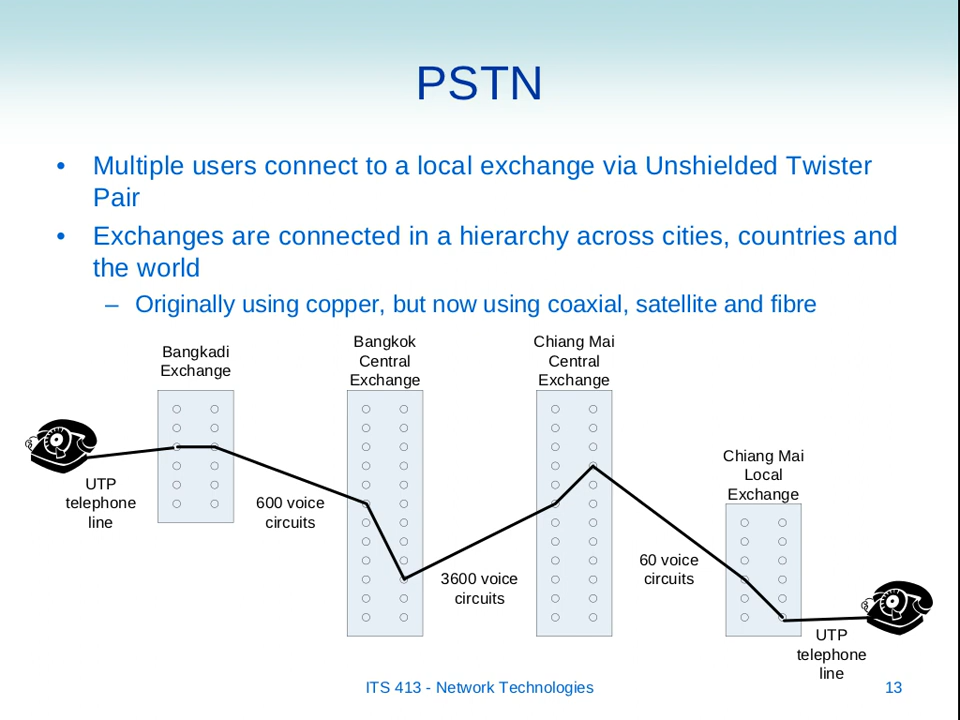 PSTN
• Multiple users connect to a local exchange via Unshielded Twister
Pair
• Exchanges are connected in a hierarchy across cities, countries and
the world
– Originally using copper, but now using coaxial, satellite and fibre
Bangkadi
Exchange
Bangkok
Central
Exchange
Chiang Mai
Central
Exchange
Chiang Mai
Local
Exchange
UTP
telephone
line
600 voice
circuits
3600 voice
circuits
60 voice
circuits
UTP
telephone
line
ITS 413 - Network Technologies
13